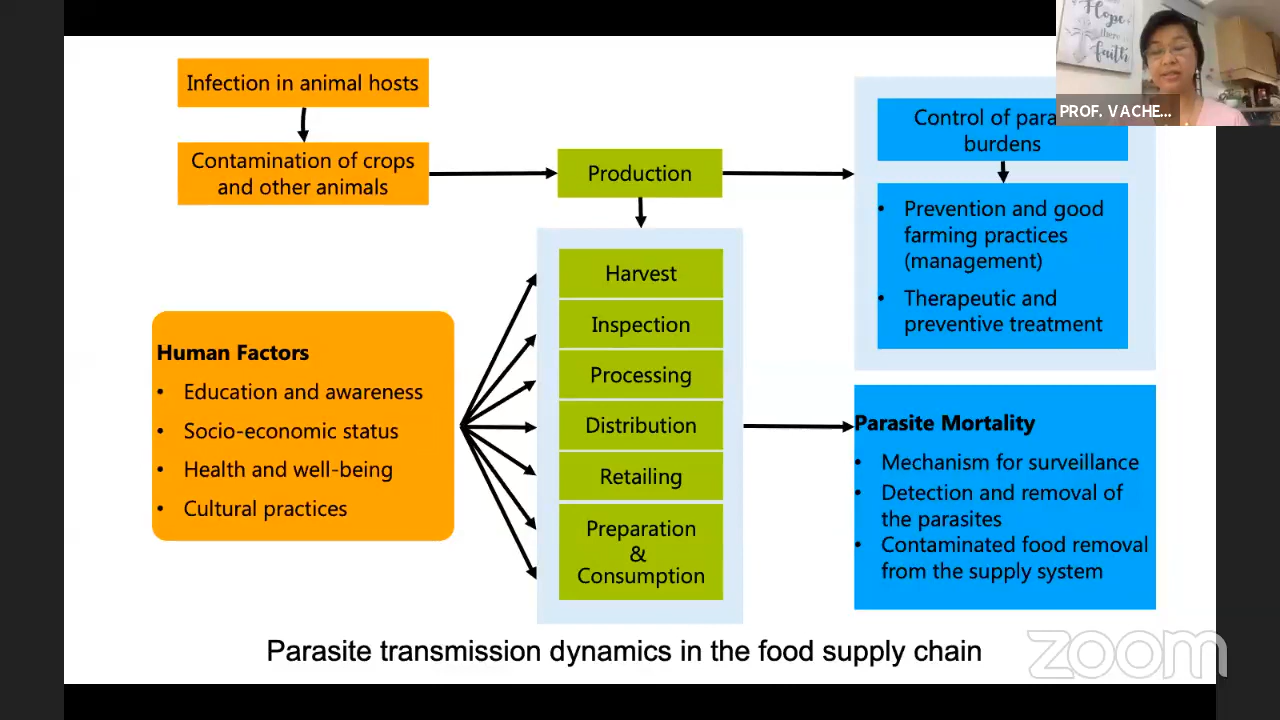 Infection in animal hosts
Contamination of crops
and other animals
Production
Control of para
burdens
• Prevention and good
farming practices
(management)
• Therapeutic and
preventive treatment
Harvest
Inspection
Processing
Distribution
Retailing
Preparation
&
Consumption
Human Factors
• Education and awareness
• Socio-economic status
• Health and well-being
• Cultural practices
Parasite Mortality
• Mechanism for surveillance
• Detection and removal of
the parasites
• Contaminated food removal
from the supply system
Parasite transmission dynamics in the food supply chain
Hope
there
faith
PROF. VACHE...
zoom